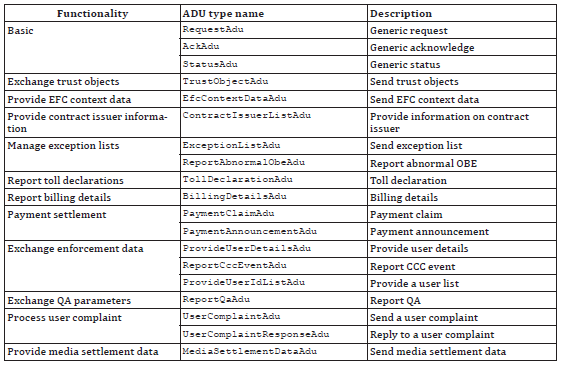 Functionality ADU type name Description
Basic RequestAdu Generic request
AckAdu Generic acknowledge
StatusAdu Generic status
Exchange trust objects TrustObjectAdu Send trust objects
Provide EFC context data EfcContextDataAdu Send EFC context data
Provide contract issuer informa- ContractIssuerListAdu Provide information on contract
tion issuer
Manage exception lists ExceptionListAdu Send exception list
ReportAbnormalObeAdu Report abnormal OBE
Report toll declarations TollDeclarationAdu Toll declaration
Report billing details BillingDetailsAdu Billing details
Payment settlement PaymentClaimAdu Payment claim
PaymentAnnouncementAdu Payment announcement
Exchange enforcement data ProvideUserDetailsAdu Provide user details
ReportCccEventAdu Report CCC event
ProvideUserIdListAdu Provide a user list
Exchange QA parameters ReportQaAdu Report QA
Process user complaint UserComplaintAdu Send a user complaint
UserComplaintResponseAdu Reply to a user complaint
Provide media settlement data MediaSettlementDataAdu Send media settlement data